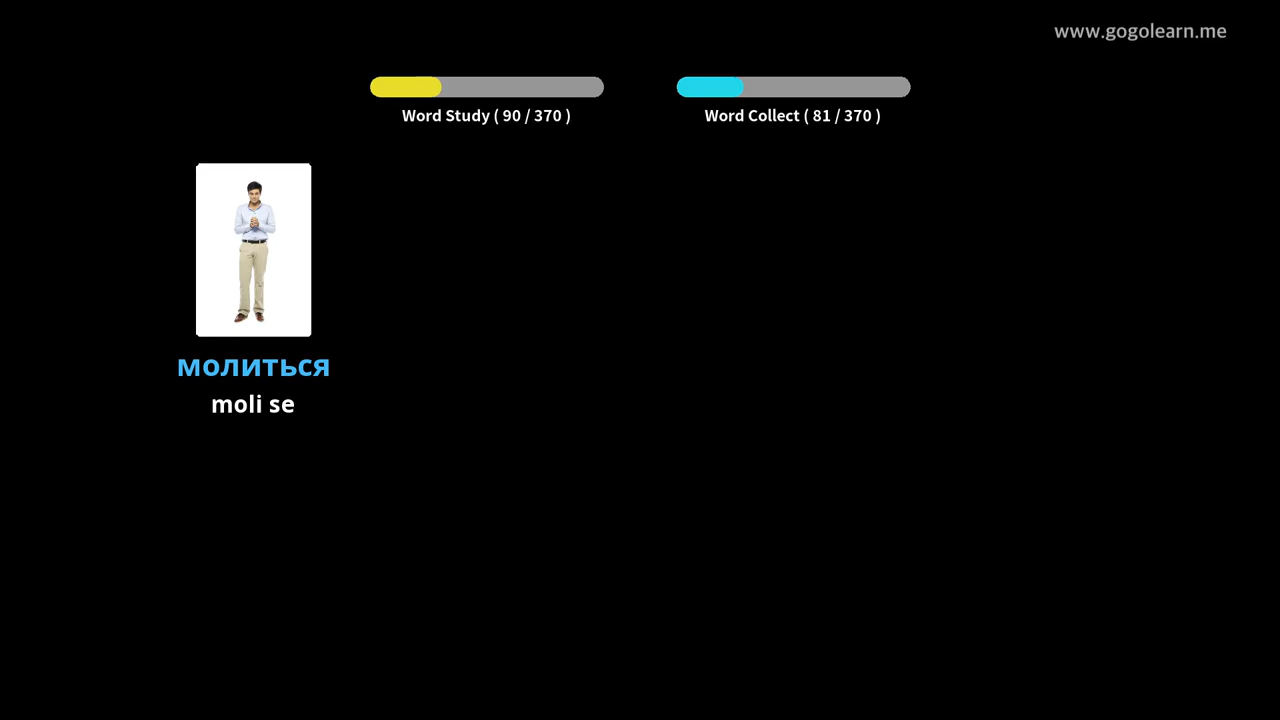 www.gogolearn.me
Word Study ( 90 / 370 )
Word Collect ( 81 / 370 )
молиться
moli se